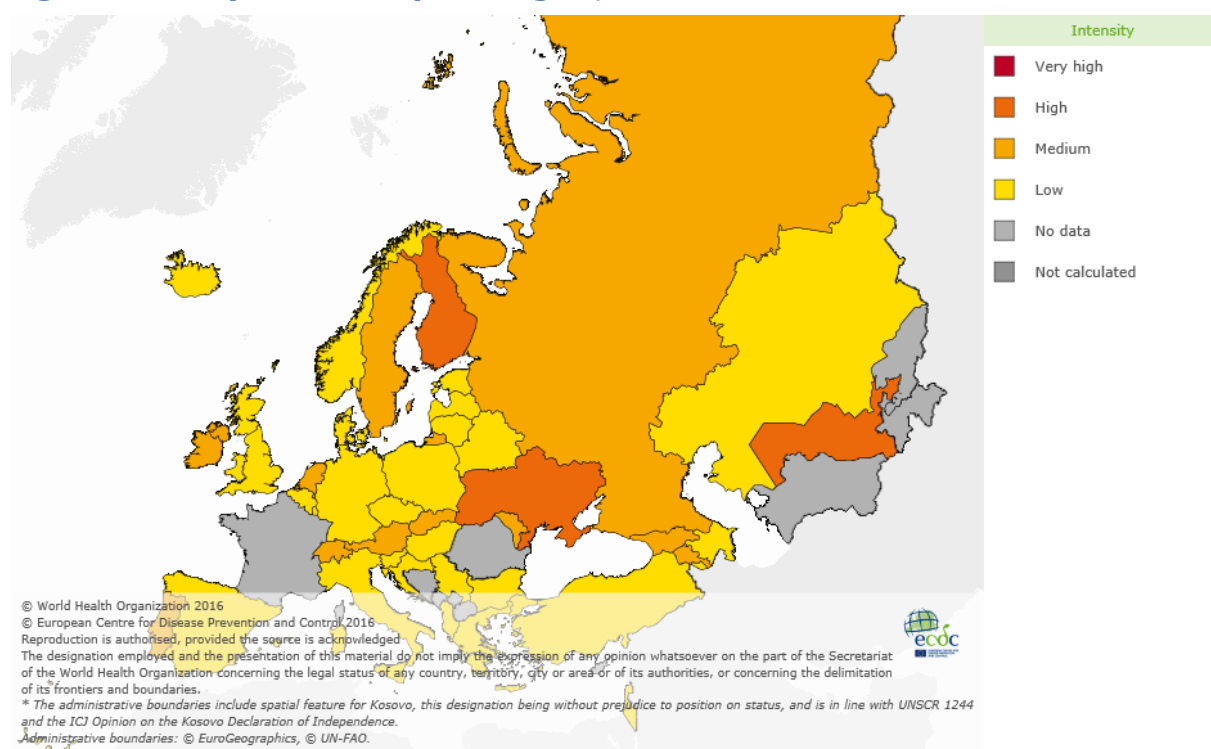 Intensity
Very high
High
Medium
Low
No data
Not calculated
© World Health Organization 2016
© European Centre for Disease Prevention and Control 2016
Reproduction is authorised, provided the source is acknowledged
The designation employed and the presentation of this material do not imply the expression of any opinion whatsoever on the part of the Secretariat
of the World Health Organization concerning the legal status of any country, territory, city or area or of its authorities, or concerning the delimitation
of its frontiers and boundaries.
* The administrative boundaries include spatial feature for Kosovo, this designation being without prejudice to position on status, and is in line with UNSCR 1244
and the ICJ Opinion on the Kosovo Declaration of Independence.
Administrative boundaries: © EuroGeographics, © UN-FAO.
ecdc